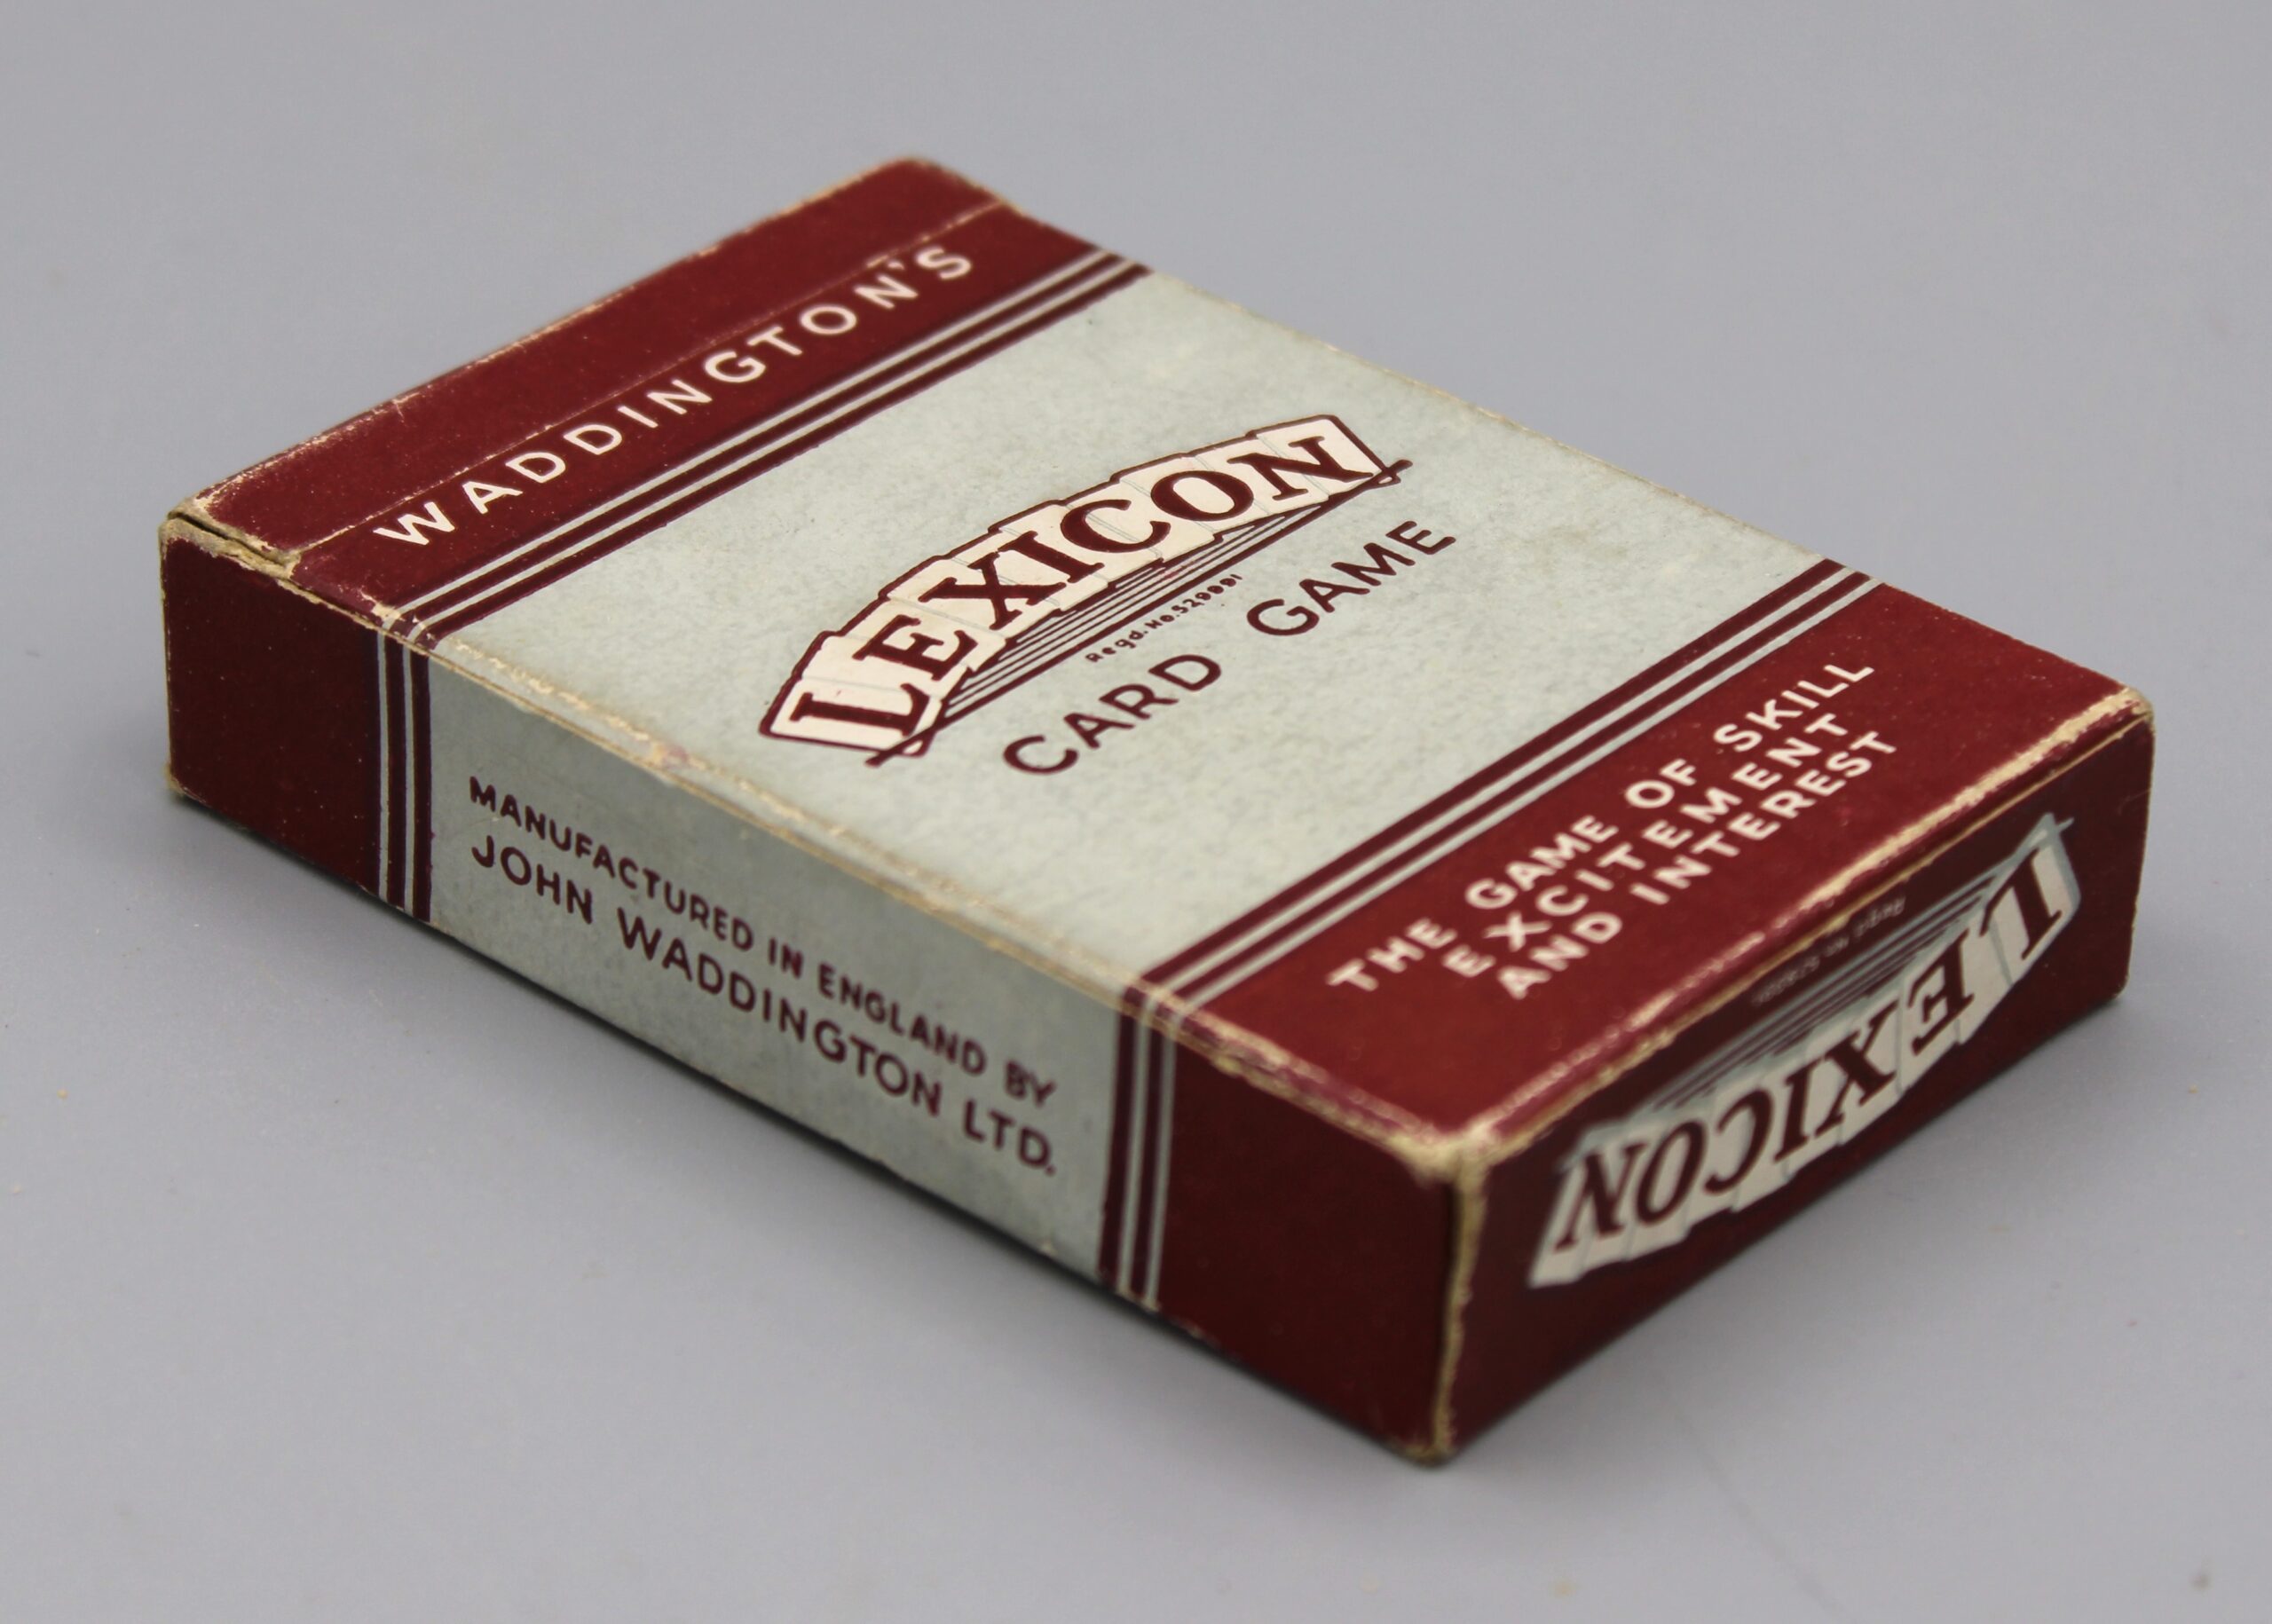 WADDINGTON'S
LEXICON
Regd. No. 529991
CARD GAME
THE GAME OF SKILL
EXCITEMENT
AND INTEREST
MANUFACTURED IN ENGLAND BY
JOHN WADDINGTON LTD.
LEXICON